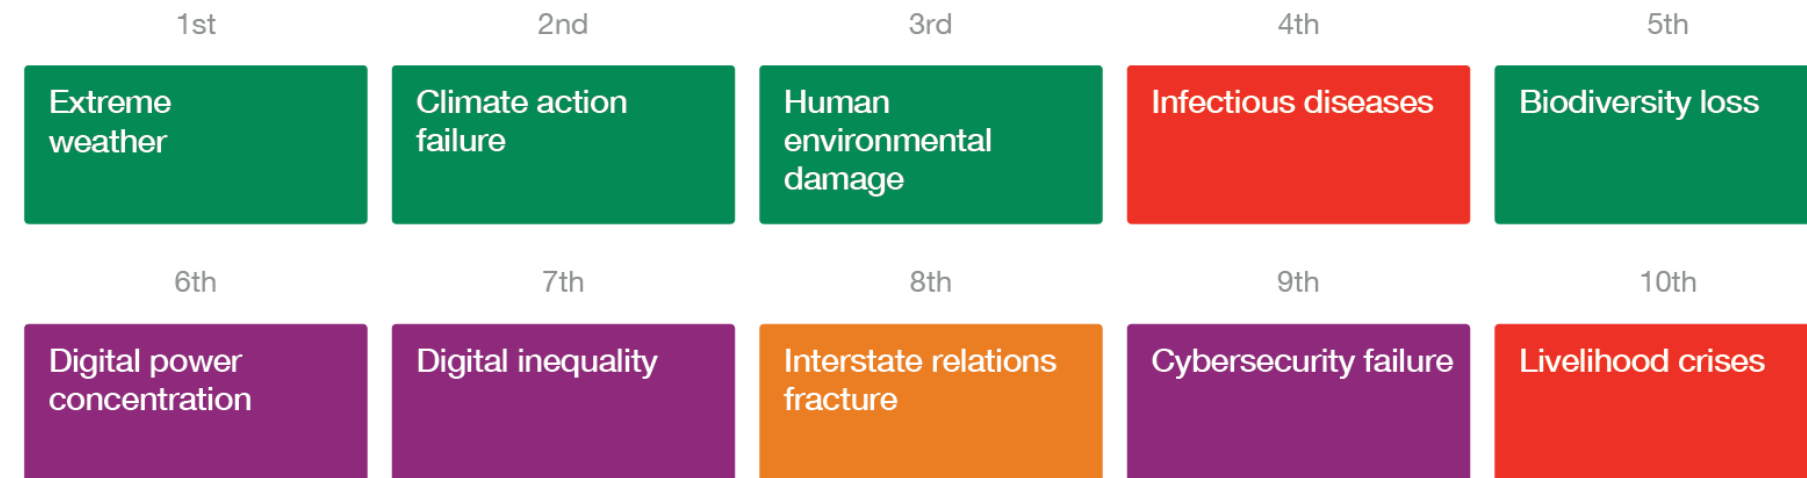 1st 2nd 3rd 4th 5th
Extreme
weather
Climate action
failure
Human
environmental
damage
Infectious diseases
Biodiversity loss
6th 7th 8th 9th 10th
Digital power
concentration
Digital inequality
Interstate relations
fracture
Cybersecurity failure
Livelihood crises